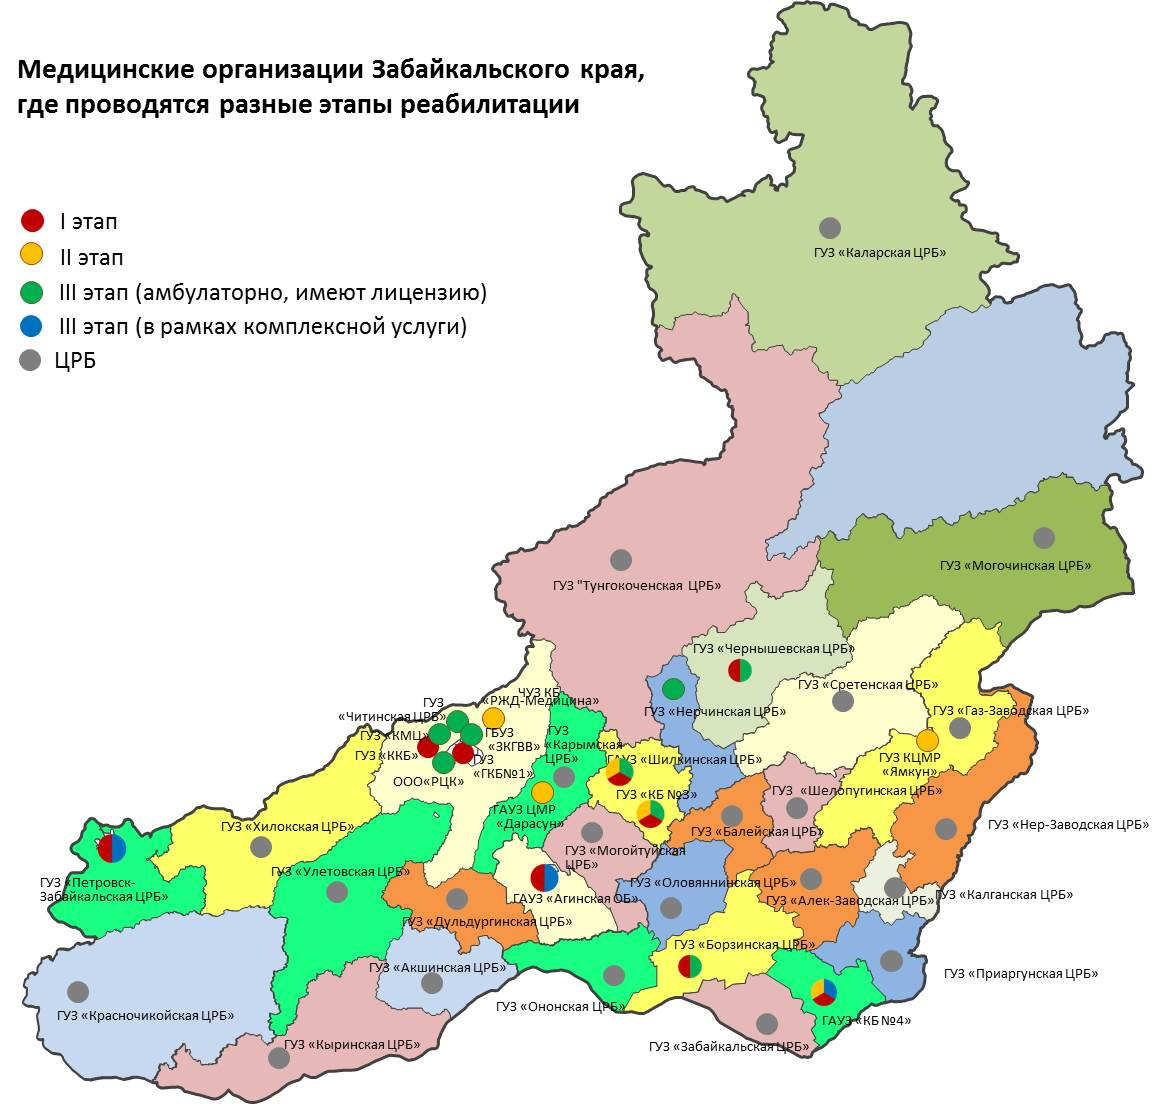 Медицинские организации Забайкальского края,
где проводятся разные этапы реабилитации
I этап
II этап
III этап (амбулаторно, имеют лицензию)
III этап (в рамках комплексной услуги)
ЦРБ
ГУЗ «Каларская ЦРБ»
ГУЗ «Могочинская ЦРБ»
ГУЗ "Тунгокоченская ЦРБ»
ГУЗ «Чернышевская ЦРБ»
ГУЗ «Сретенская ЦРБ»
ГУЗ «Нерчинская ЦРБ»
ГУЗ «Газ-Заводская ЦРБ»
ЧУЗ КБ
«РЖД-Медицина»
ГУЗ
«Читинская ЦРБ»
ГУЗ «КМЦ»
ГУЗ «ККБ»
ГБУЗ
«ЗКГВВ»
ГУЗ
«ГКБ№1»
ООО«РЦК»
ГУЗ
«Карымская
ЦРБ»
ГАУЗ «Шилкинская ЦРБ»
ГУЗ КЦМР
«Ямкун»
ГУЗ «КБ №3»
ГУЗ «Шелопугинская ЦРБ»
ГАУЗ ЦМР
«Дарасун»
ГУЗ «Хилокская ЦРБ»
ГУЗ «Балейская ЦРБ»
ГУЗ «Нер-Заводская ЦРБ»
ГУЗ «Могойтуйская
ЦРБ»
ГУЗ «Улетовская ЦРБ»
ГУЗ «Петровск-
Забайкальская ЦРБ»
ГУЗ «Оловяннинская ЦРБ»
ГАУЗ «Агинская ОБ»
ГУЗ «Алек-Заводская ЦРБ»
ГУЗ «Калганская ЦРБ»
ГУЗ «Дульдургинская ЦРБ»
ГУЗ «Борзинская ЦРБ»
ГУЗ «Акшинская ЦРБ»
ГУЗ «Приаргунская ЦРБ»
ГУЗ «Ононская ЦРБ»
ГУЗ «Красночикойская ЦРБ»
ГАУЗ «КБ №4»
ГУЗ «Кыринская ЦРБ»
ГУЗ «Забайкальская ЦРБ»